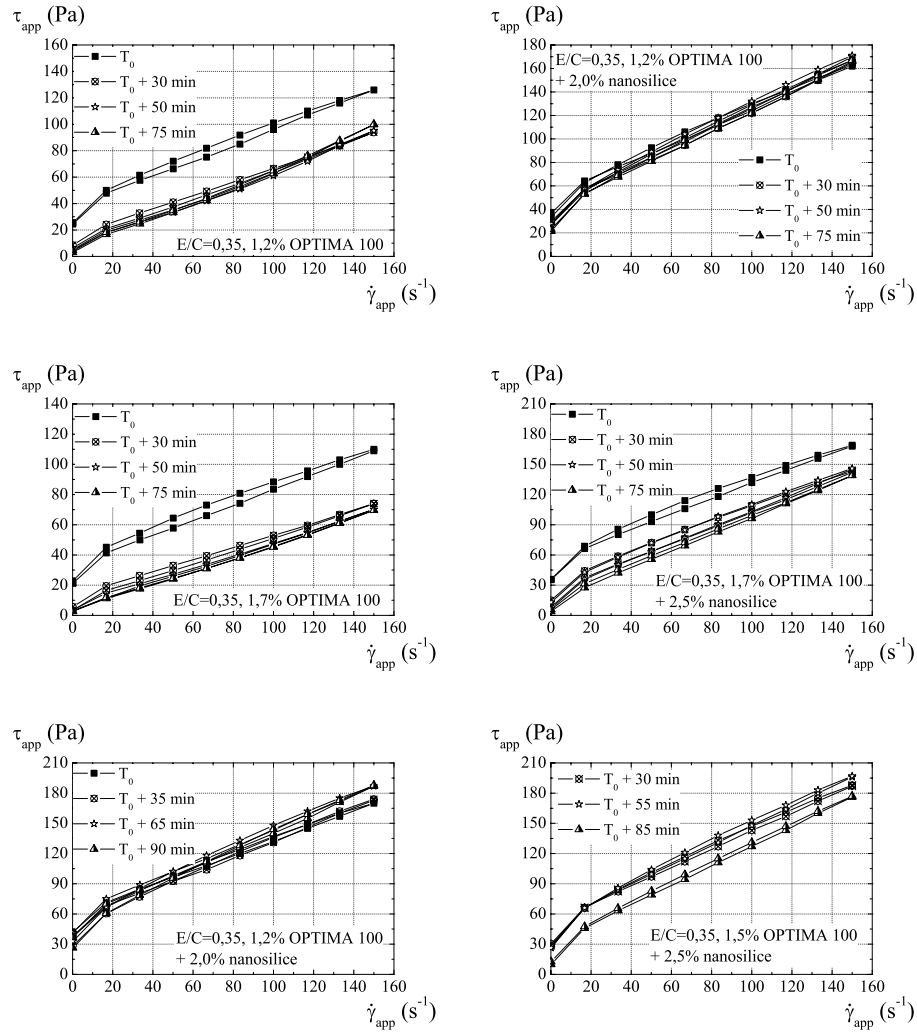 τapp (Pa)
160
140
120
100
80
60
40
20
0
T0
T0 + 30 min
T0 + 50 min
T0 + 75 min
E/C=0,35, 1,2% OPTIMA 100
0 20 40 60 80 100 120 140 160
γ̇app (s-1)
τapp (Pa)
180
160
140
120
100
80
60
40
20
0
E/C=0,35, 1,2% OPTIMA 100
+ 2,0% nanosilice
T0
T0 + 30 min
T0 + 50 min
T0 + 75 min
0 20 40 60 80 100 120 140 160
γ̇app (s-1)
τapp (Pa)
140
120
100
80
60
40
20
0
T0
T0 + 30 min
T0 + 50 min
T0 + 75 min
E/C=0,35, 1,7% OPTIMA 100
0 20 40 60 80 100 120 140 160
γ̇app (s-1)
τapp (Pa)
210
180
150
120
90
60
30
0
T0
T0 + 30 min
T0 + 50 min
T0 + 75 min
E/C=0,35, 1,7% OPTIMA 100
+ 2,5% nanosilice
0 20 40 60 80 100 120 140 160
γ̇app (s-1)
τapp (Pa)
210
180
150
120
90
60
30
0
T0
T0 + 35 min
T0 + 65 min
T0 + 90 min
E/C=0,35, 1,2% OPTIMA 100
+ 2,0% nanosilice
0 20 40 60 80 100 120 140 160
γ̇app (s-1)
τapp (Pa)
210
180
150
120
90
60
30
0
T0 + 30 min
T0 + 55 min
T0 + 85 min
E/C=0,35, 1,5% OPTIMA 100
+ 2,5% nanosilice
0 20 40 60 80 100 120 140 160
γ̇app (s-1)